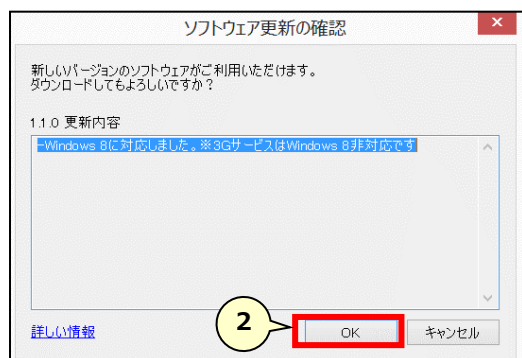 ソフトウェア更新の確認
新しいバージョンのソフトウェアがご利用いただけます。
ダウンロードしてもよろしいですか？
1.1.0 更新内容
-Windows 8に対応しました。※3GサービスはWindows 8非対応です
詳しい情報
2
OK
キャンセル